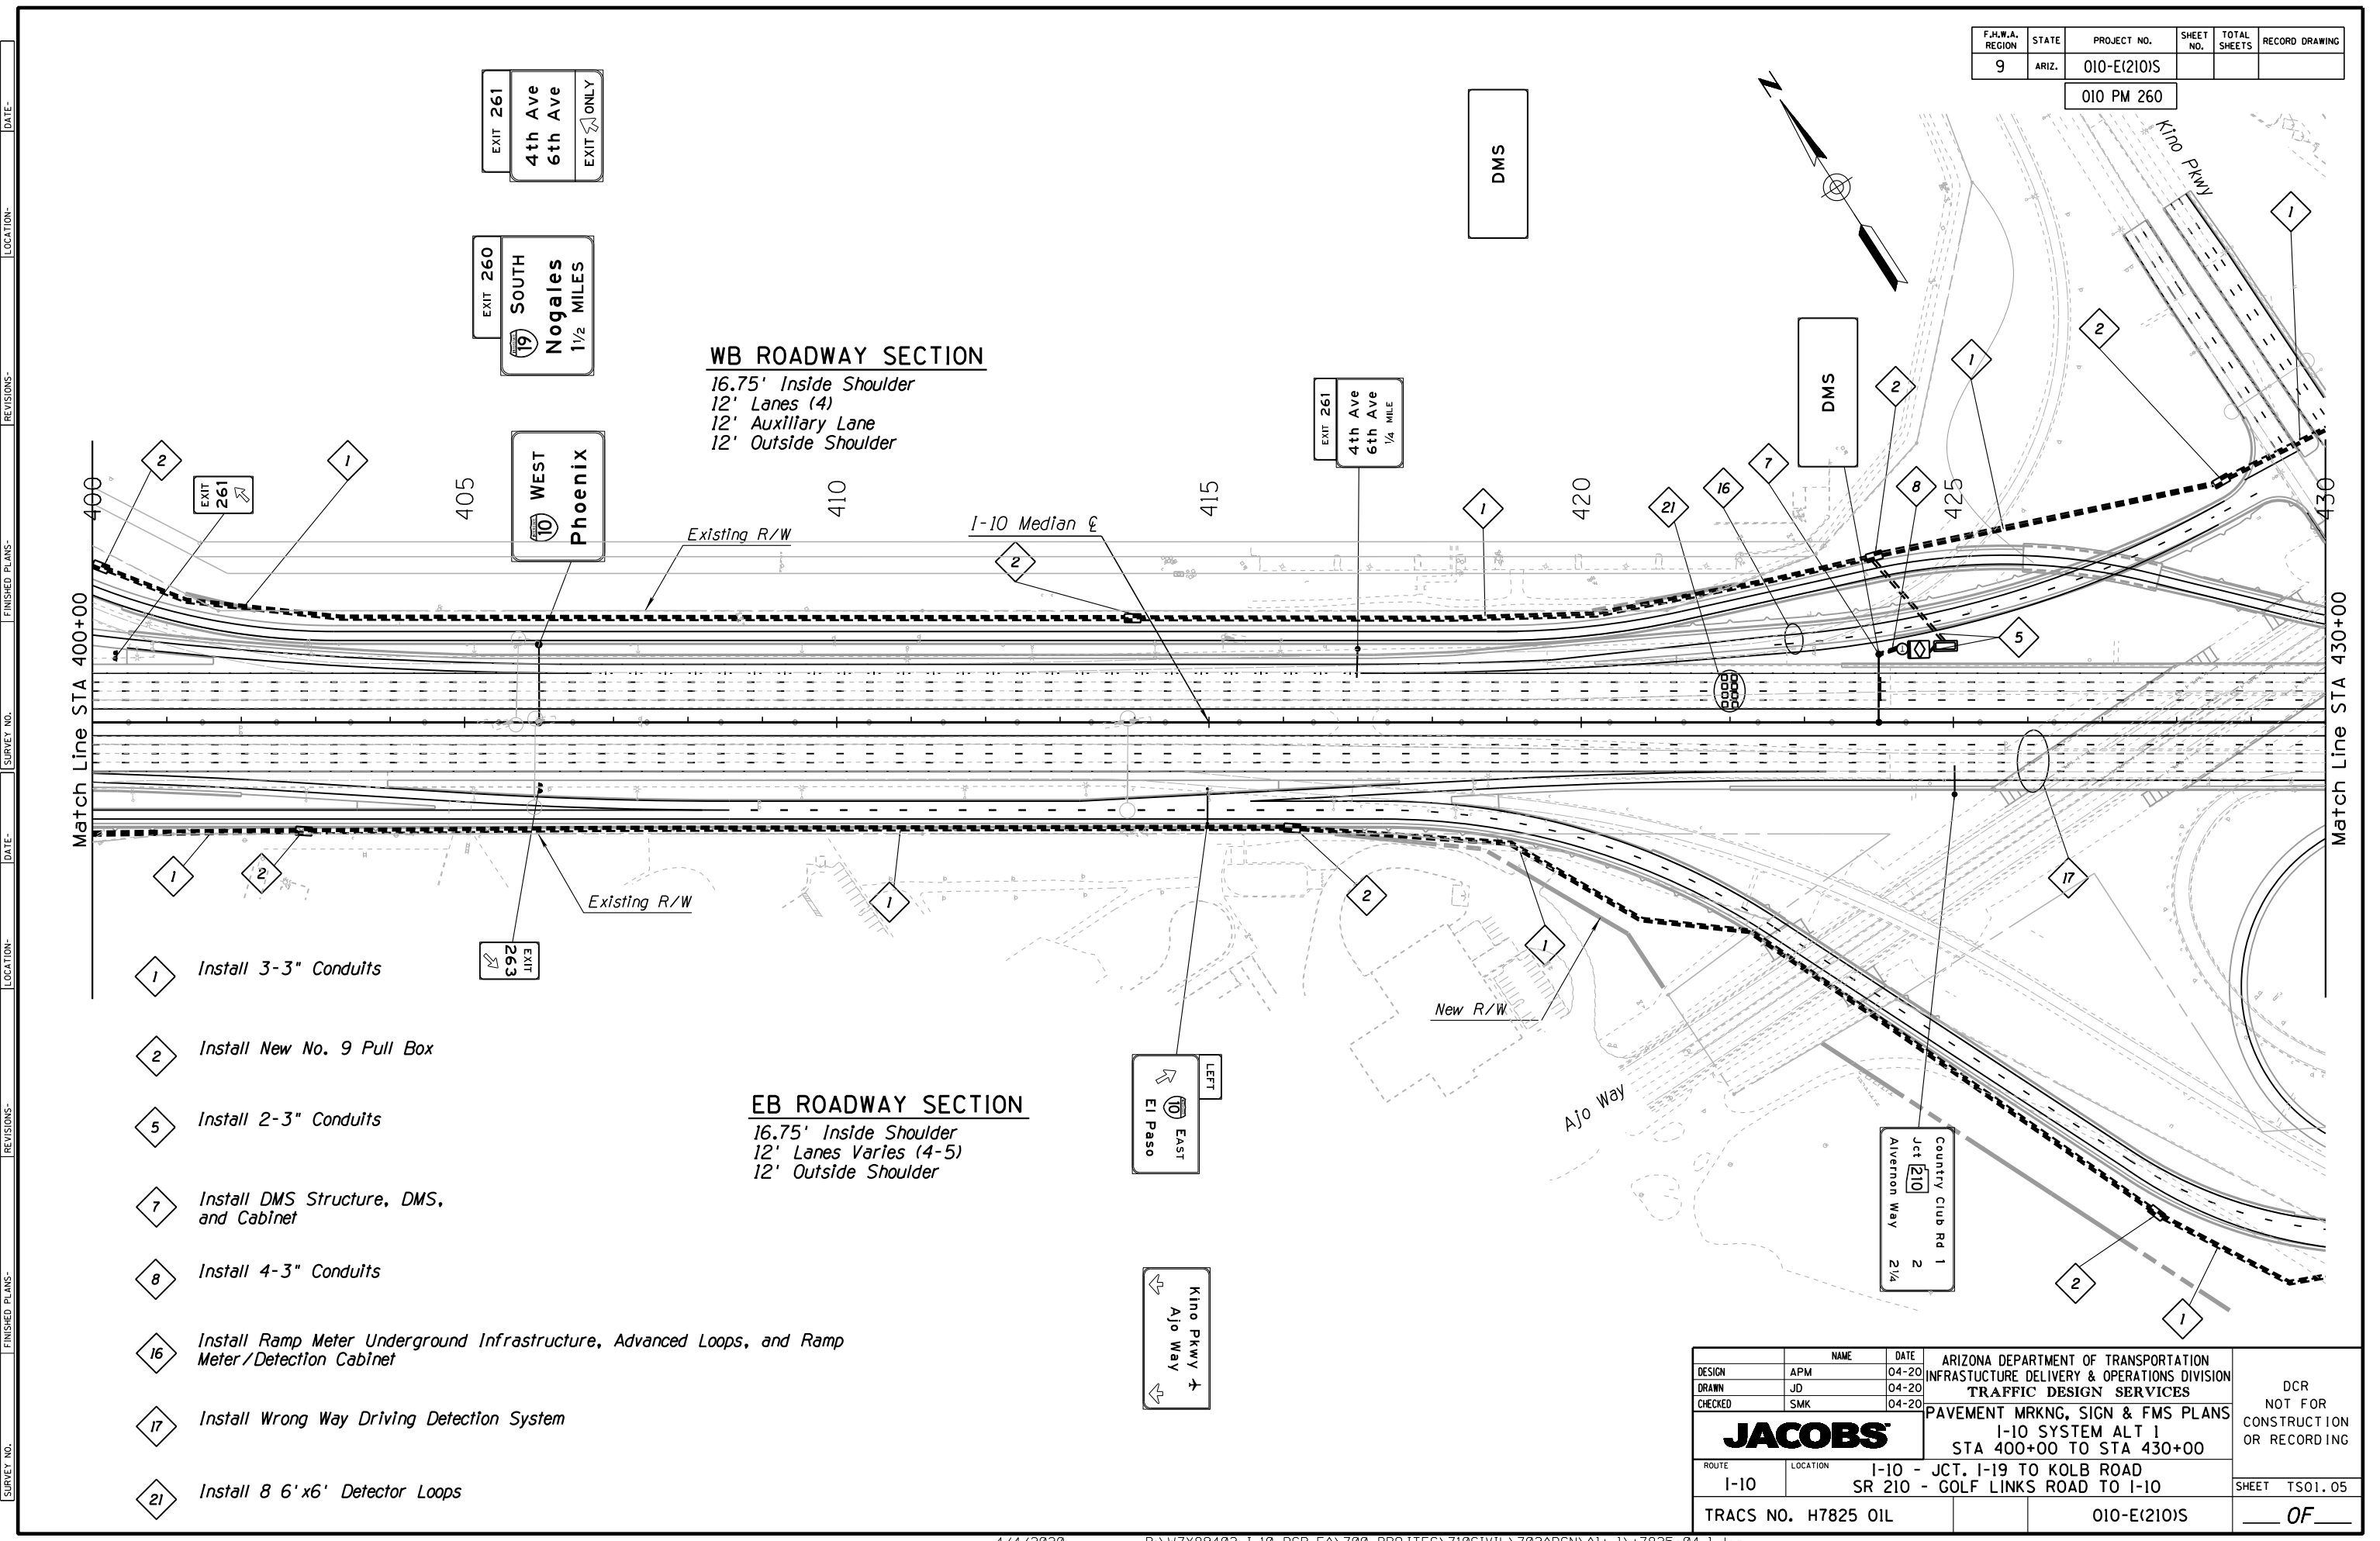 F.H.W.A. REGION STATE PROJECT NO. SHEET NO. TOTAL SHEETS RECORD DRAWING
9 ARIZ. 010-E(210)S
010 PM 260
EXIT 261
4th Ave
6th Ave
EXIT ONLY
EXIT 260
19 SOUTH
Nogales
1 1/2 MILES
DMS
N
Kino Pkwy
1
2
1
2
DMS
WB ROADWAY SECTION
16.75' Inside Shoulder
12' Lanes (4)
12' Auxiliary Lane
12' Outside Shoulder
EXIT 261
4th Ave
6th Ave
1/4 MILE
2
1
EXIT
261
10 WEST
Phoenix
7
16
21
8
1
400
405
410
415
420
425
430
Existing R/W
I-10 Median ℄
2
5
Match Line STA 400+00
Match Line STA 430+00
1
2
1
2
17
Existing R/W
1
EXIT
263
New R/W
Ajo Way
LEFT
10 EAST
El Paso
Country Club Rd 1
Jct 210 2
Alvernon Way 2 1/4
Kino Pkwy
Ajo Way
2
1
EB ROADWAY SECTION
16.75' Inside Shoulder
12' Lanes Varies (4-5)
12' Outside Shoulder
1 Install 3-3" Conduits
2 Install New No. 9 Pull Box
5 Install 2-3" Conduits
7 Install DMS Structure, DMS,
and Cabinet
8 Install 4-3" Conduits
16 Install Ramp Meter Underground Infrastructure, Advanced Loops, and Ramp
Meter/Detection Cabinet
17 Install Wrong Way Driving Detection System
21 Install 8 6'x6' Detector Loops
NAME DATE
DESIGN APM 04-20
DRAWN JD 04-20
CHECKED SMK 04-20
JACOBS
ARIZONA DEPARTMENT OF TRANSPORTATION
INFRASTUCTURE DELIVERY & OPERATIONS DIVISION
TRAFFIC DESIGN SERVICES
PAVEMENT MRKNG, SIGN & FMS PLANS
I-10 SYSTEM ALT 1
STA 400+00 TO STA 430+00
DCR
NOT FOR
CONSTRUCTION
OR RECORDING
ROUTE
I-10
LOCATION
I-10 - JCT. I-19 TO KOLB ROAD
SR 210 - GOLF LINKS ROAD TO I-10
SHEET TS01.05
TRACS NO. H7825 01L
010-E(210)S
OF
DATE-
LOCATION-
REVISIONS-
FINISHED PLANS-
SURVEY NO.
DATE-
LOCATION-
REVISIONS-
FINISHED PLANS-
SURVEY NO.